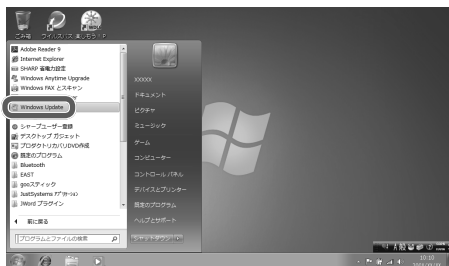 ごみ箱
Adobe Reader 9
Internet Explorer
SHARP 省電力設定
Windows Anytime Upgrade
Windows FAX とスキャン
Windows Update
シャープユーザー登録
デスクトップ ガジェット
プロダクトリカバリDVD作成
既定のプログラム
Bluetooth
EAST
gooスティック
JustSystems ｱﾌﾟﾘｹｰｼｮﾝ
JWord プラグイン
前に戻る
プログラムとファイルの検索
XXXXX
ドキュメント
ピクチャ
ミュージック
ゲーム
コンピューター
コントロール パネル
デバイスとプリンター
既定のプログラム
ヘルプとサポート
シャットダウン
A 般
10:10